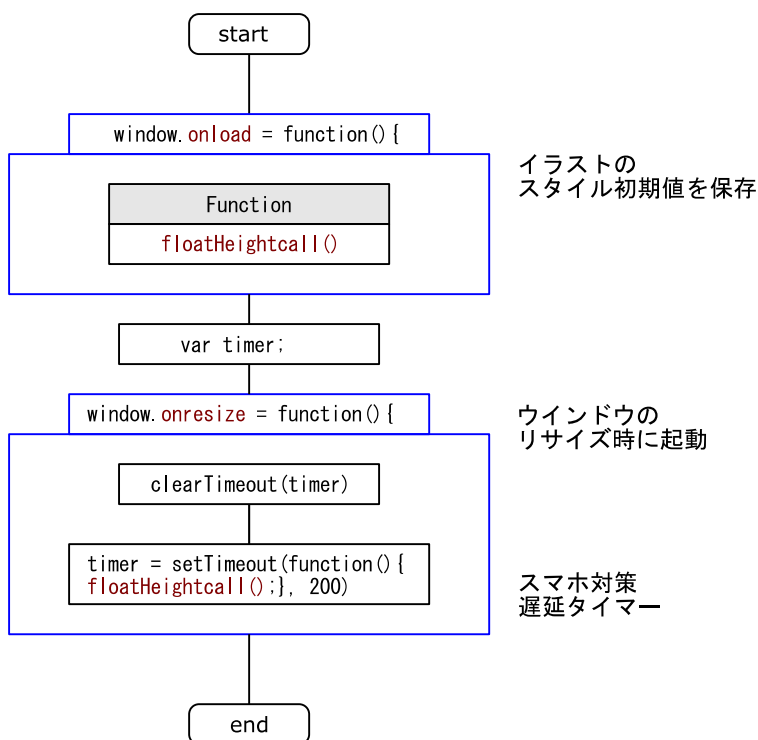 start
window.onload = function(){
イラストの
スタイル初期値を保存
Function
floatHeightcall()
var timer;
window.onresize = function(){
ウインドウの
リサイズ時に起動
clearTimeout(timer)
timer = setTimeout(function(){
floatHeightcall();}, 200)
スマホ対策
遅延タイマー
end